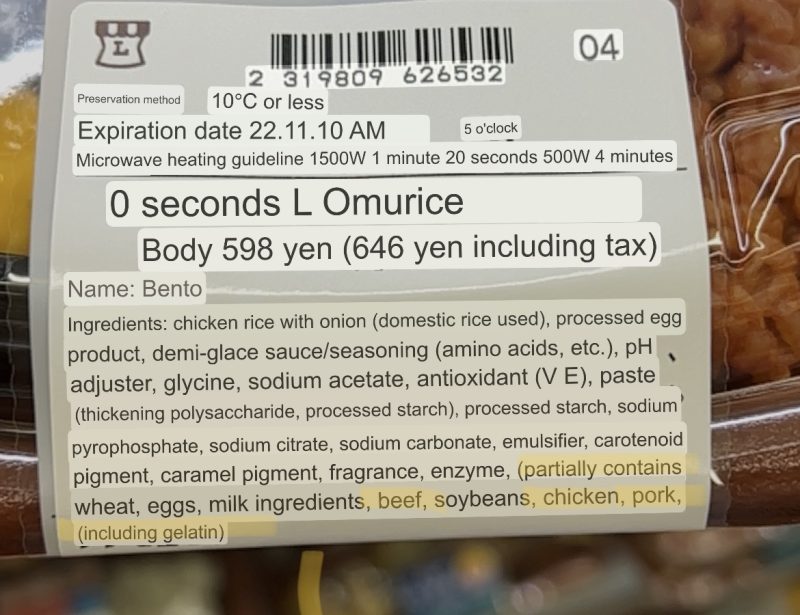 L
04
2 319809 626532
Preservation method 10°C or less
Expiration date 22.11.10 AM 5 o'clock
Microwave heating guideline 1500W 1 minute 20 seconds 500W 4 minutes
0 seconds L Omurice
Body 598 yen (646 yen including tax)
Name: Bento
Ingredients: chicken rice with onion (domestic rice used), processed egg
product, demi-glace sauce/seasoning (amino acids, etc.), pH
adjuster, glycine, sodium acetate, antioxidant (V E), paste
(thickening polysaccharide, processed starch), processed starch, sodium
pyrophosphate, sodium citrate, sodium carbonate, emulsifier, carotenoid
pigment, caramel pigment, fragrance, enzyme, (partially contains
wheat, eggs, milk ingredients, beef, soybeans, chicken, pork,
(including gelatin)